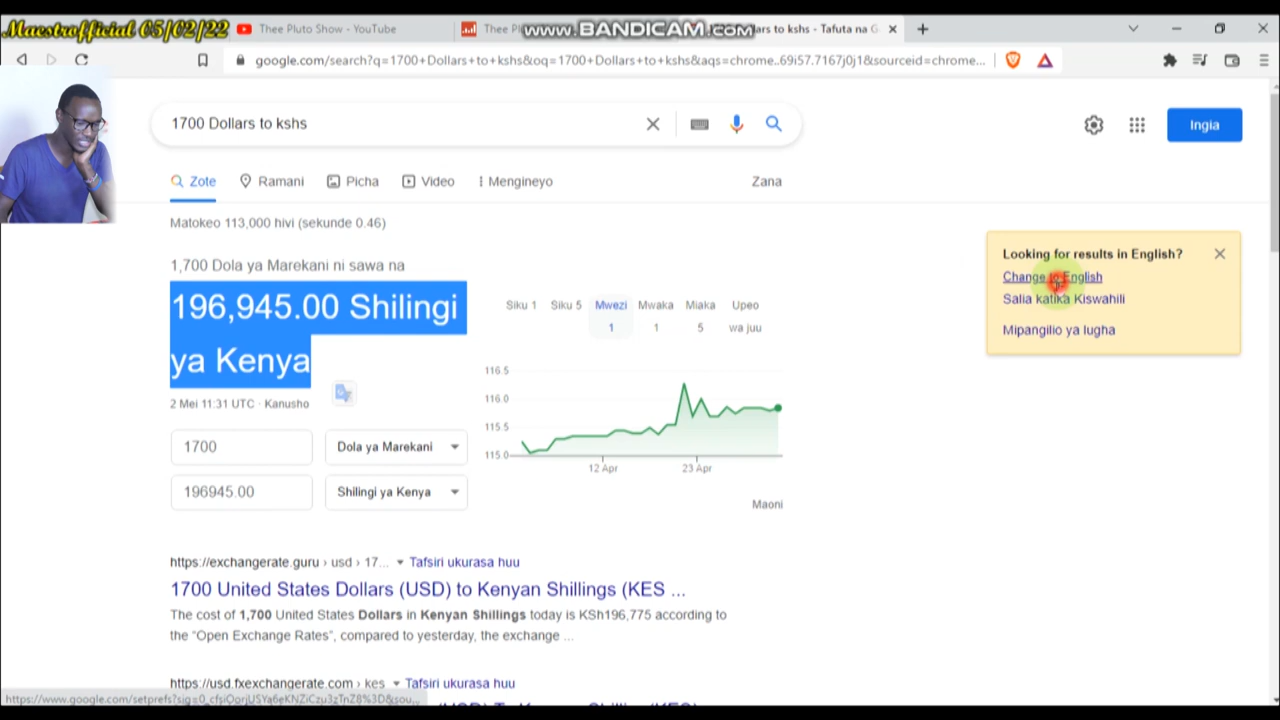 Maestrofficial 05/02/22
Thee Pluto Show - YouTube
Thee Pl
www.BANDICAM.com
ars to kshs - Tafuta na G
google.com/search?q=1700+Dollars+to+kshs&oq=1700+Dollars+to+kshs&aqs=chrome..69i57.7167j0j1&sourceid=chrome...
1700 Dollars to kshs
Ingia
Zote
Ramani
Picha
Video
Mengineyo
Zana
Matokeo 113,000 hivi (sekunde 0.46)
Looking for results in English?
Change to English
Salia katika Kiswahili
Mipangilio ya lugha
1,700 Dola ya Marekani ni sawa na
196,945.00 Shilingi
ya Kenya
2 Mei 11:31 UTC · Kanusho
Siku 1
Siku 5
Mwezi
1
Mwaka
1
Miaka
5
Upeo
wa juu
116.5
116.0
115.5
115.0
12 Apr
23 Apr
1700
Dola ya Marekani
196945.00
Shilingi ya Kenya
Maoni
https://exchangerate.guru › usd › 17...
Tafsiri ukurasa huu
1700 United States Dollars (USD) to Kenyan Shillings (KES ...
The cost of 1,700 United States Dollars in Kenyan Shillings today is KSh196,775 according to
the "Open Exchange Rates", compared to yesterday, the exchange ...
https://usd.fxexchangerate.com › kes
Tafsiri ukurasa huu